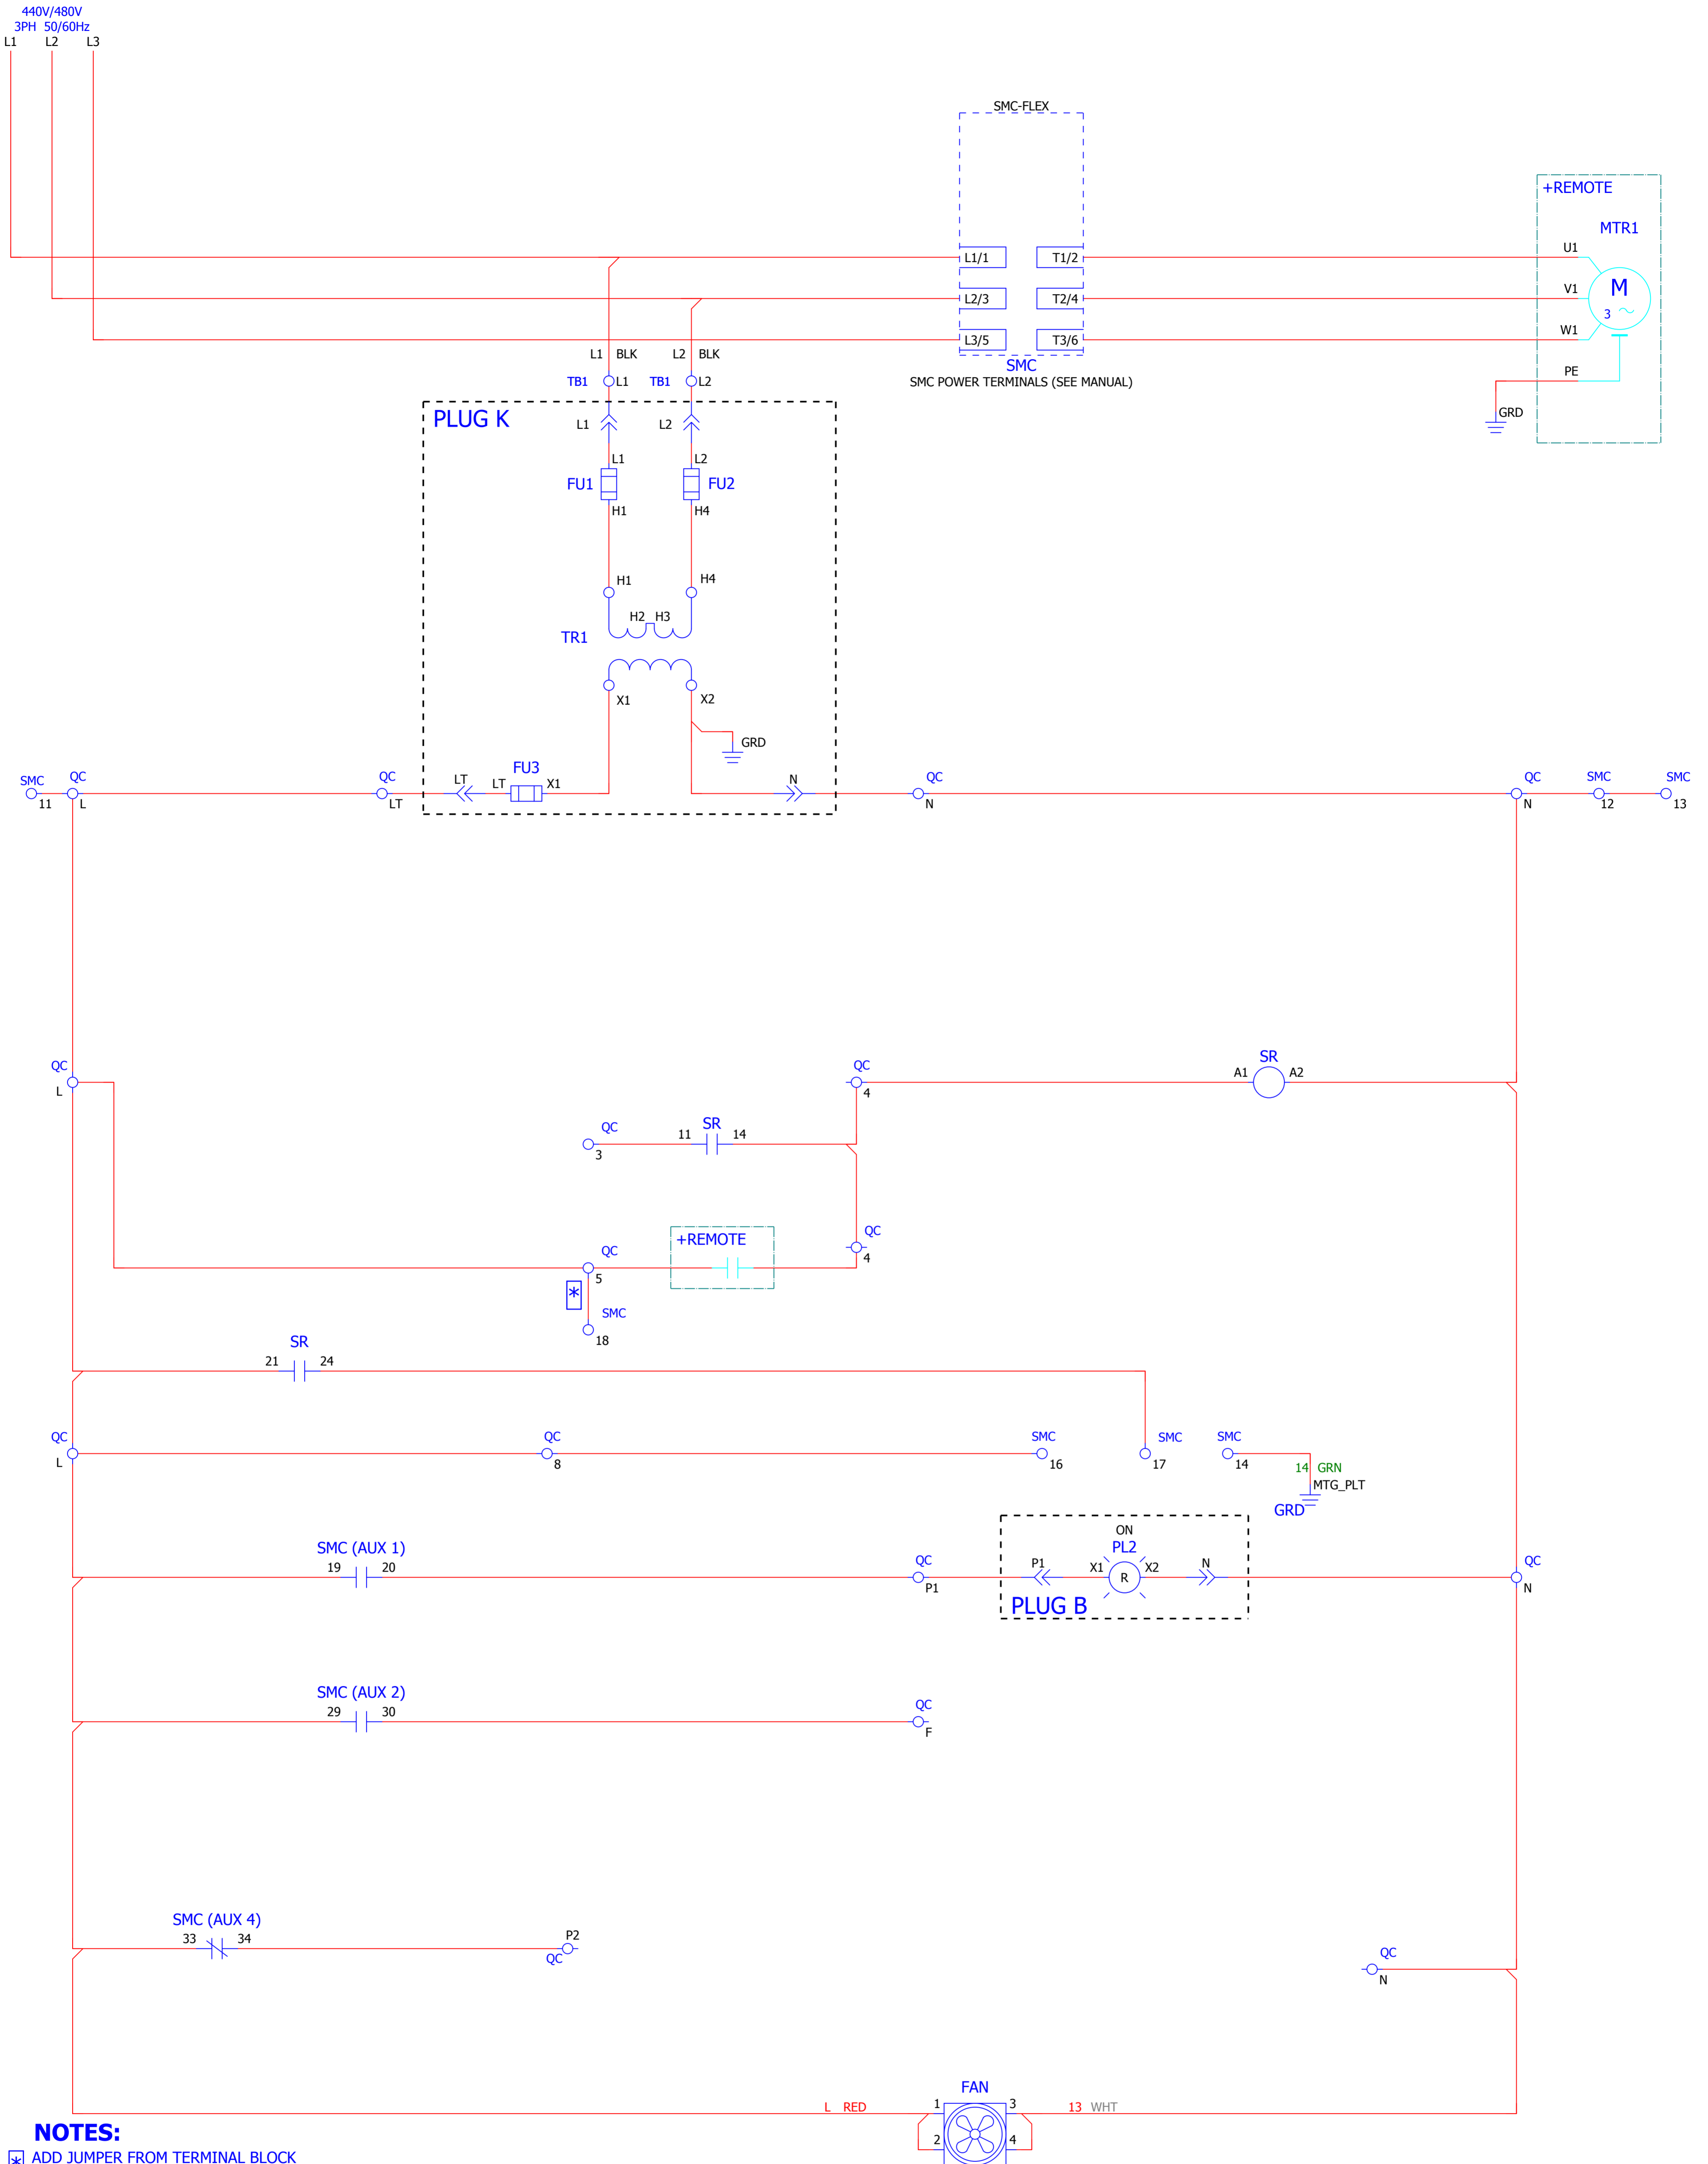 440V/480V
3PH 50/60Hz
L1 L2 L3
SMC-FLEX
+REMOTE
MTR1
U1
L1/1 T1/2
V1 M
3
L2/3 T2/4
W1
L3/5 T3/6
L1 BLK L2 BLK
SMC
PE
TB1 L1 TB1 L2
SMC POWER TERMINALS (SEE MANUAL)
GRD
PLUG K
L1 L2
L1 L2
FU1 FU2
H1 H4
H1 H4
H2 H3
TR1
X1 X2
GRD
FU3
SMC QC QC LT LT X1 N QC QC SMC SMC
11 L LT N N 12 13
QC QC SR
L 4 A1 A2
QC 11 SR 14
3
QC
+REMOTE
4
QC
5
*
SMC
18
SR
21 24
QC QC SMC SMC SMC
L 8 16 17 14
14 GRN
MTG_PLT
GRD
ON
SMC (AUX 1) PL2
19 20 QC P1 X1 X2 N QC
R
P1 N
PLUG B
SMC (AUX 2)
29 30 QC
F
SMC (AUX 4)
33 34 P2
QC QC
N
FAN
L RED 1 3 13 WHT
2 4
NOTES:
* ADD JUMPER FROM TERMINAL BLOCK